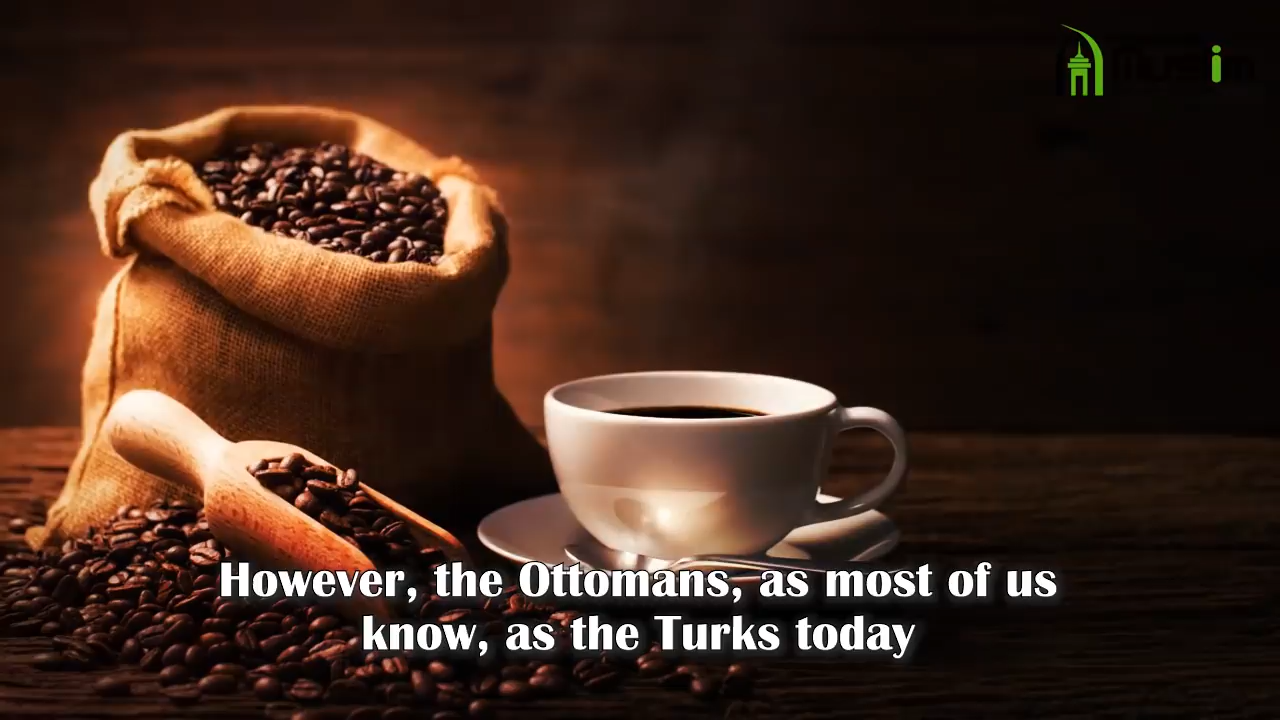 However, the Ottomans, as most of us
know, as the Turks today